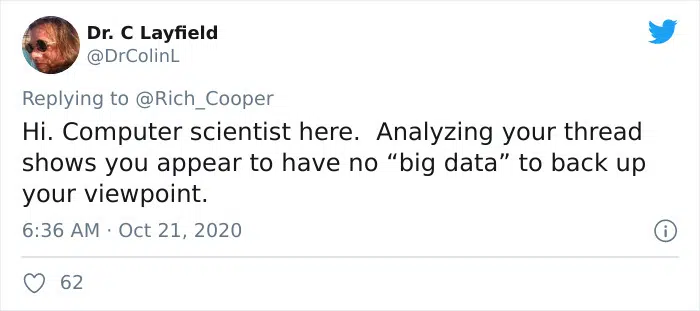 Dr. C Layfield
@DrColinL
Replying to @Rich_Cooper
Hi. Computer scientist here.  Analyzing your thread
shows you appear to have no “big data” to back up
your viewpoint.
6:36 AM · Oct 21, 2020
62